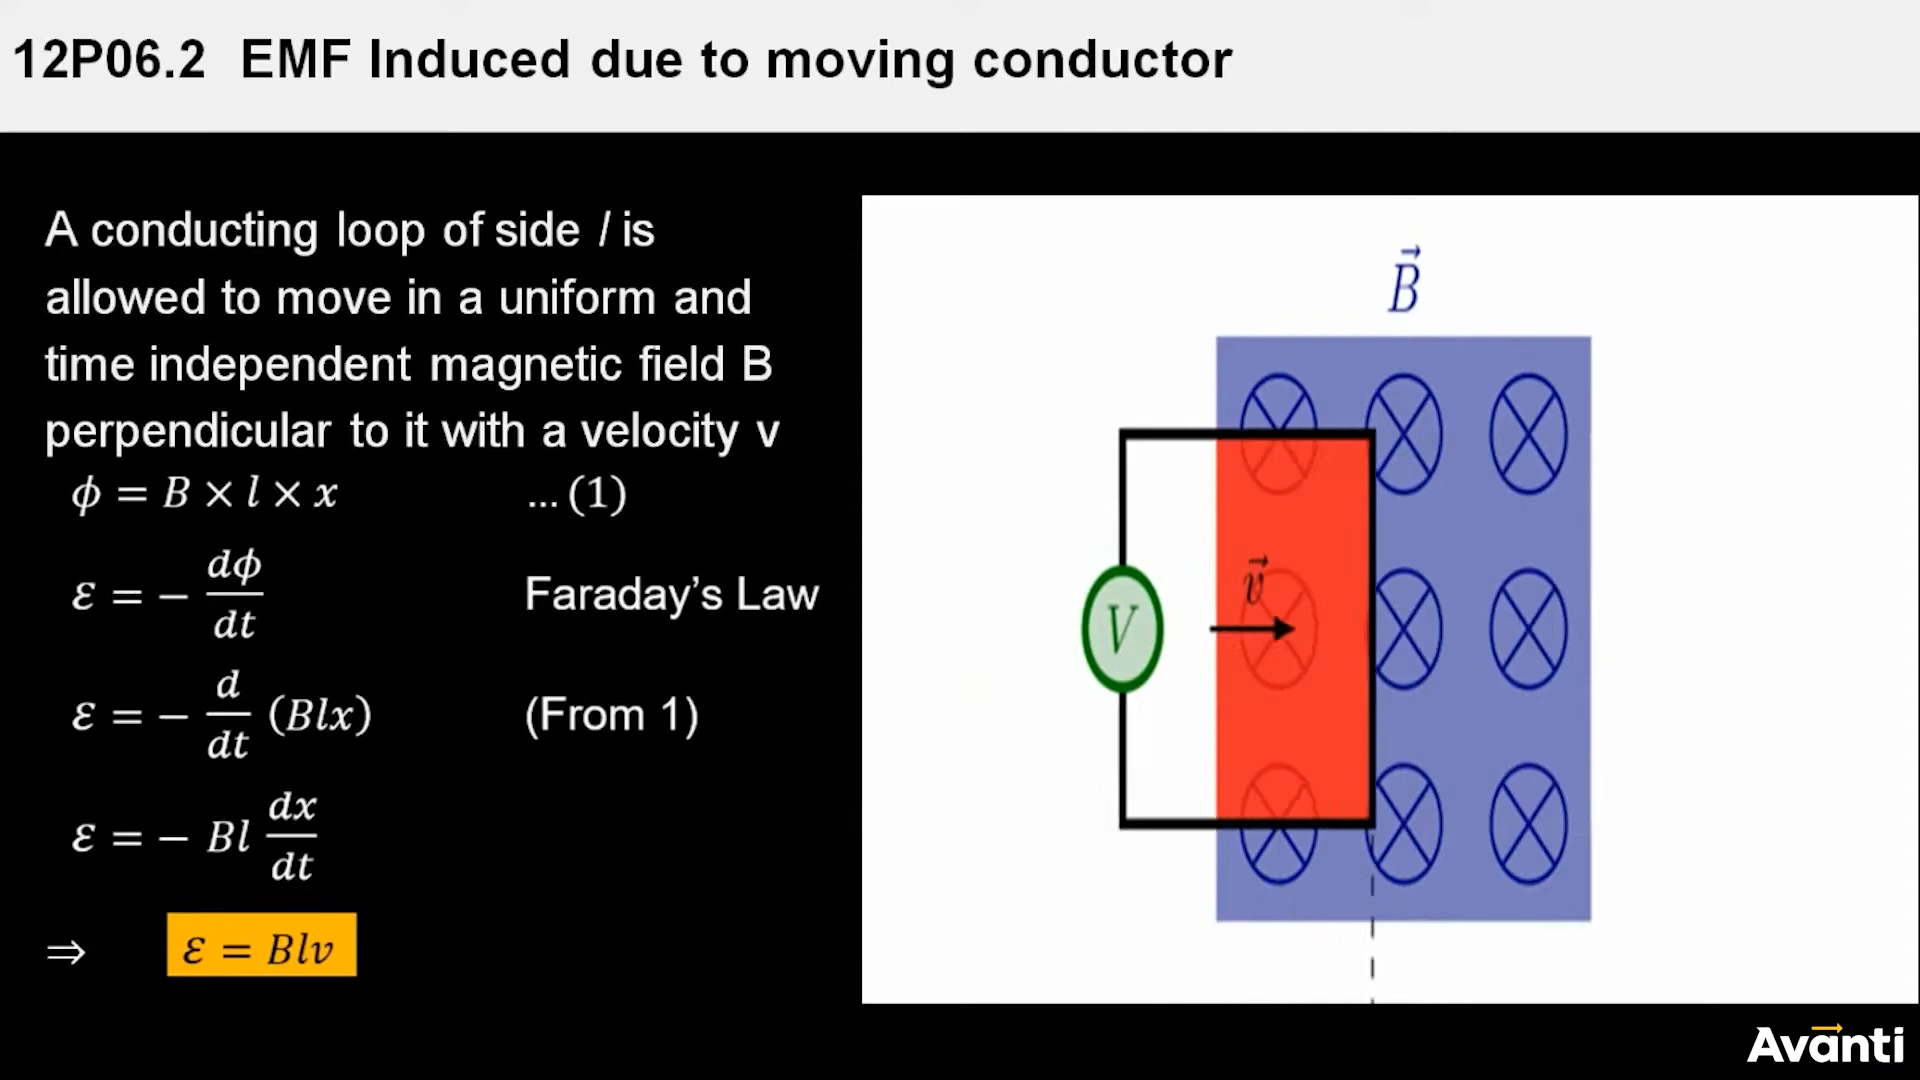 12P06.2 EMF Induced due to moving conductor
A conducting loop of side l is
allowed to move in a uniform and
time independent magnetic field B
perpendicular to it with a velocity v
ϕ = B × l × x ... (1)
ε = − dϕ/dt Faraday’s Law
ε = − d/dt (Blx) (From 1)
ε = − Bl dx/dt
⇒ ε = Blv
B⃗
v⃗
V
Avanti